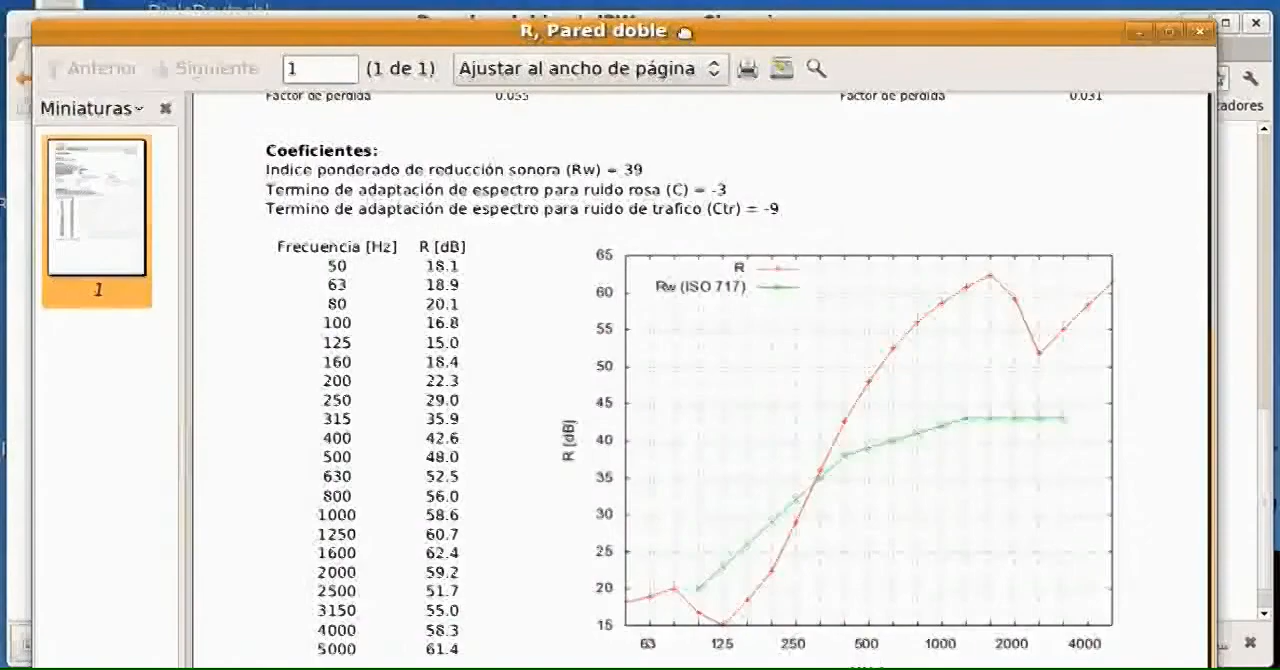 R, Pared doble
Anterior
Siguiente
1
(1 de 1)
Ajustar al ancho de página
Miniaturas
1
adores
Factor de perdida 0.055
Factor de perdida 0.031
Coeficientes:
Indice ponderado de reducción sonora (Rw) = 39
Termino de adaptación de espectro para ruido rosa (C) = -3
Termino de adaptación de espectro para ruido de trafico (Ctr) = -9
Frecuencia [Hz] R [dB]
50 18.1
63 18.9
80 20.1
100 16.8
125 15.0
160 18.4
200 22.3
250 29.0
315 35.9
400 42.6
500 48.0
630 52.5
800 56.0
1000 58.6
1250 60.7
1600 62.4
2000 59.2
2500 51.7
3150 55.0
4000 58.3
5000 61.4
R
Rw (ISO 717)
R [dB]
65
60
55
50
45
40
35
30
25
20
15
63 125 250 500 1000 2000 4000